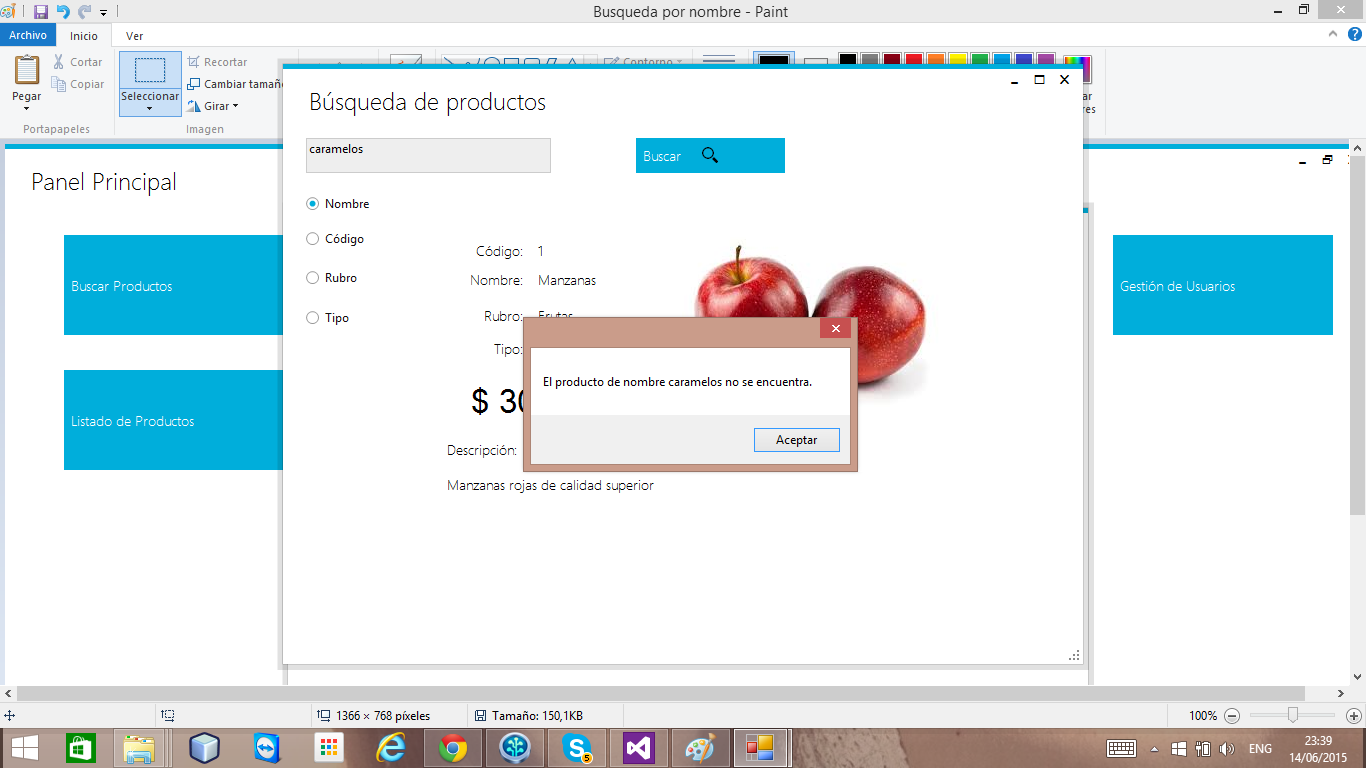 Busqueda por nombre - Paint
Archivo
Inicio
Ver
Pegar
Cortar
Copiar
Portapapeles
Seleccionar
Recortar
Cambiar tamaño
Girar
Imagen
Contorno
Panel Principal
Buscar Productos
Listado de Productos
Gestión de Usuarios
Búsqueda de productos
caramelos
Buscar
Nombre
Código
Rubro
Tipo
Código: 1
Nombre: Manzanas
Rubro: Frutas
Tipo:
$ 30
Descripción:
Manzanas rojas de calidad superior
El producto de nombre caramelos no se encuentra.
Aceptar
1366 × 768 píxeles
Tamaño: 150,1KB
100%
5
ENG
23:39
14/06/2015